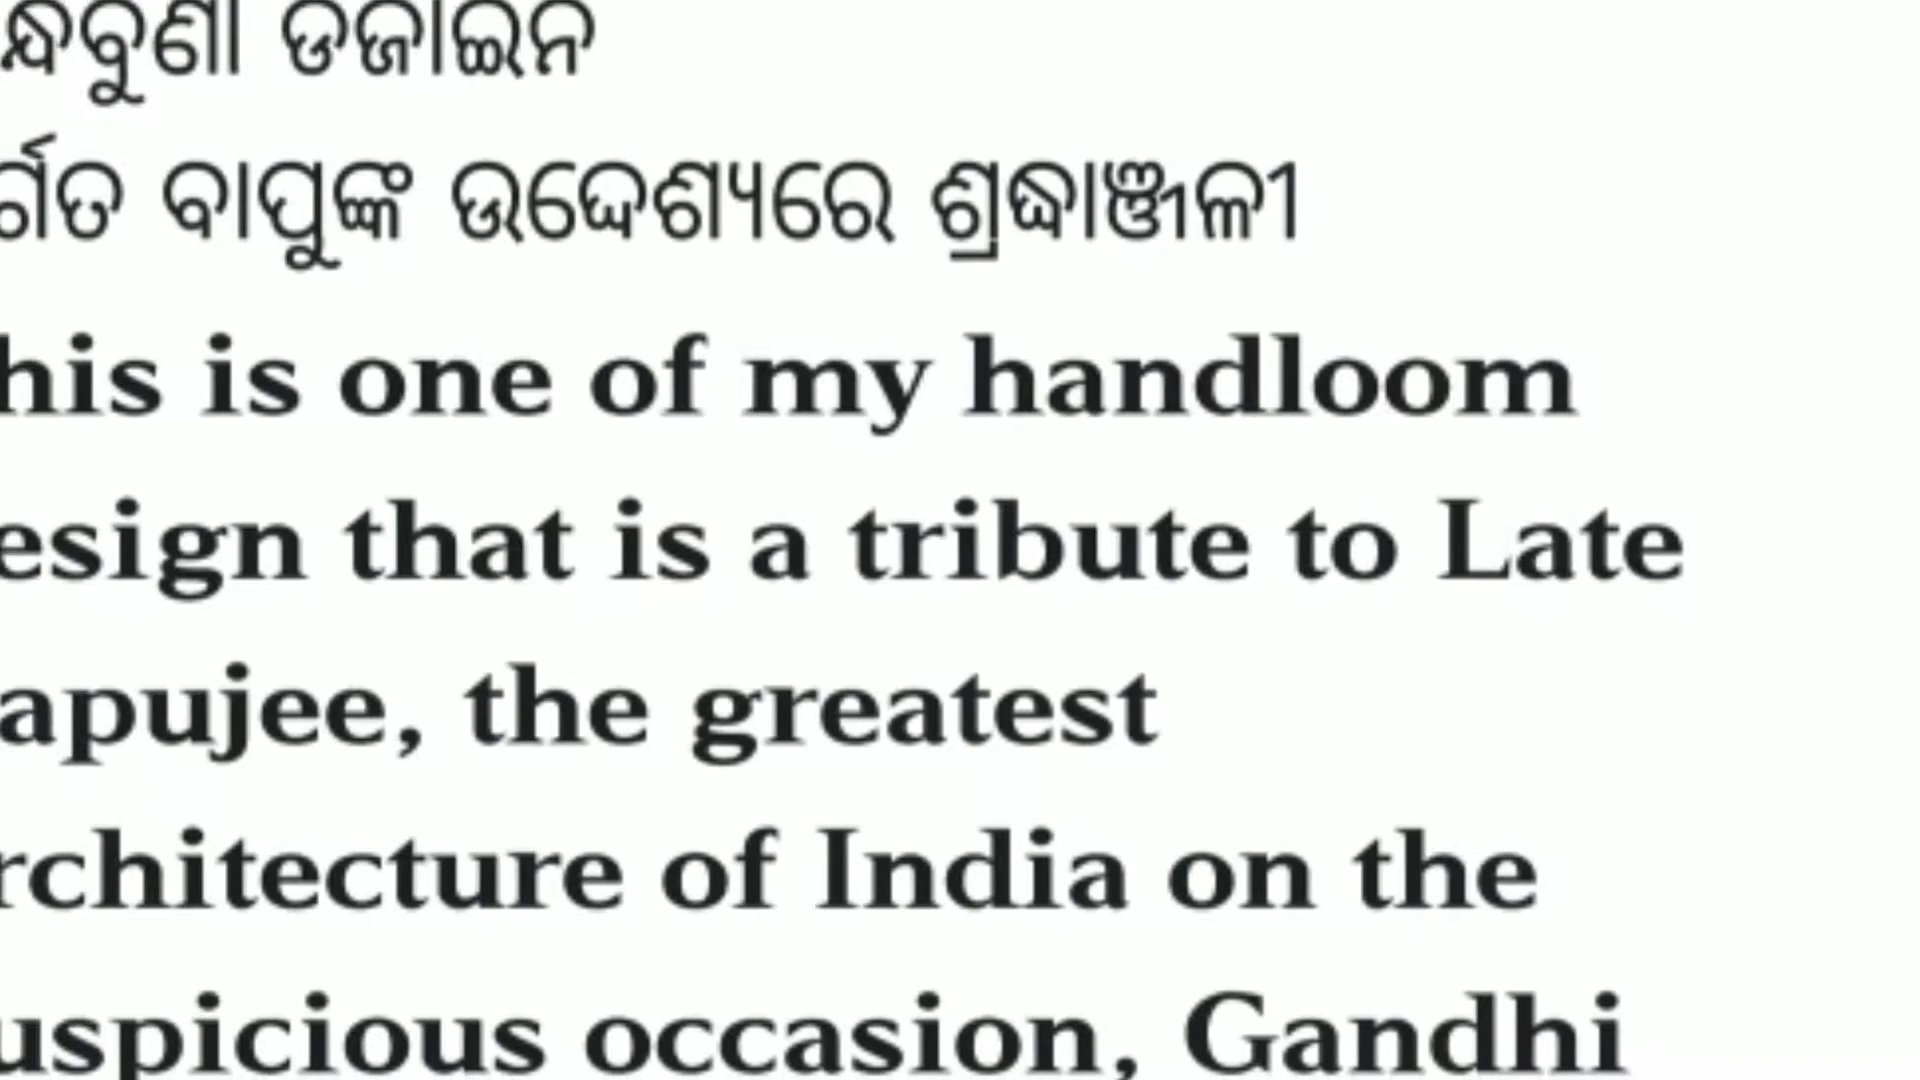 ନ୍ଧବୁଣା ଡିଜାଇନ
ର୍ଗତ ବାପୁଙ୍କ ଉଦ୍ଦେଶ୍ୟରେ ଶ୍ରଦ୍ଧାଞ୍ଜଳୀ
his is one of my handloom
esign that is a tribute to Late
apujee, the greatest
rchitecture of India on the
uspicious occasion, Gandhi